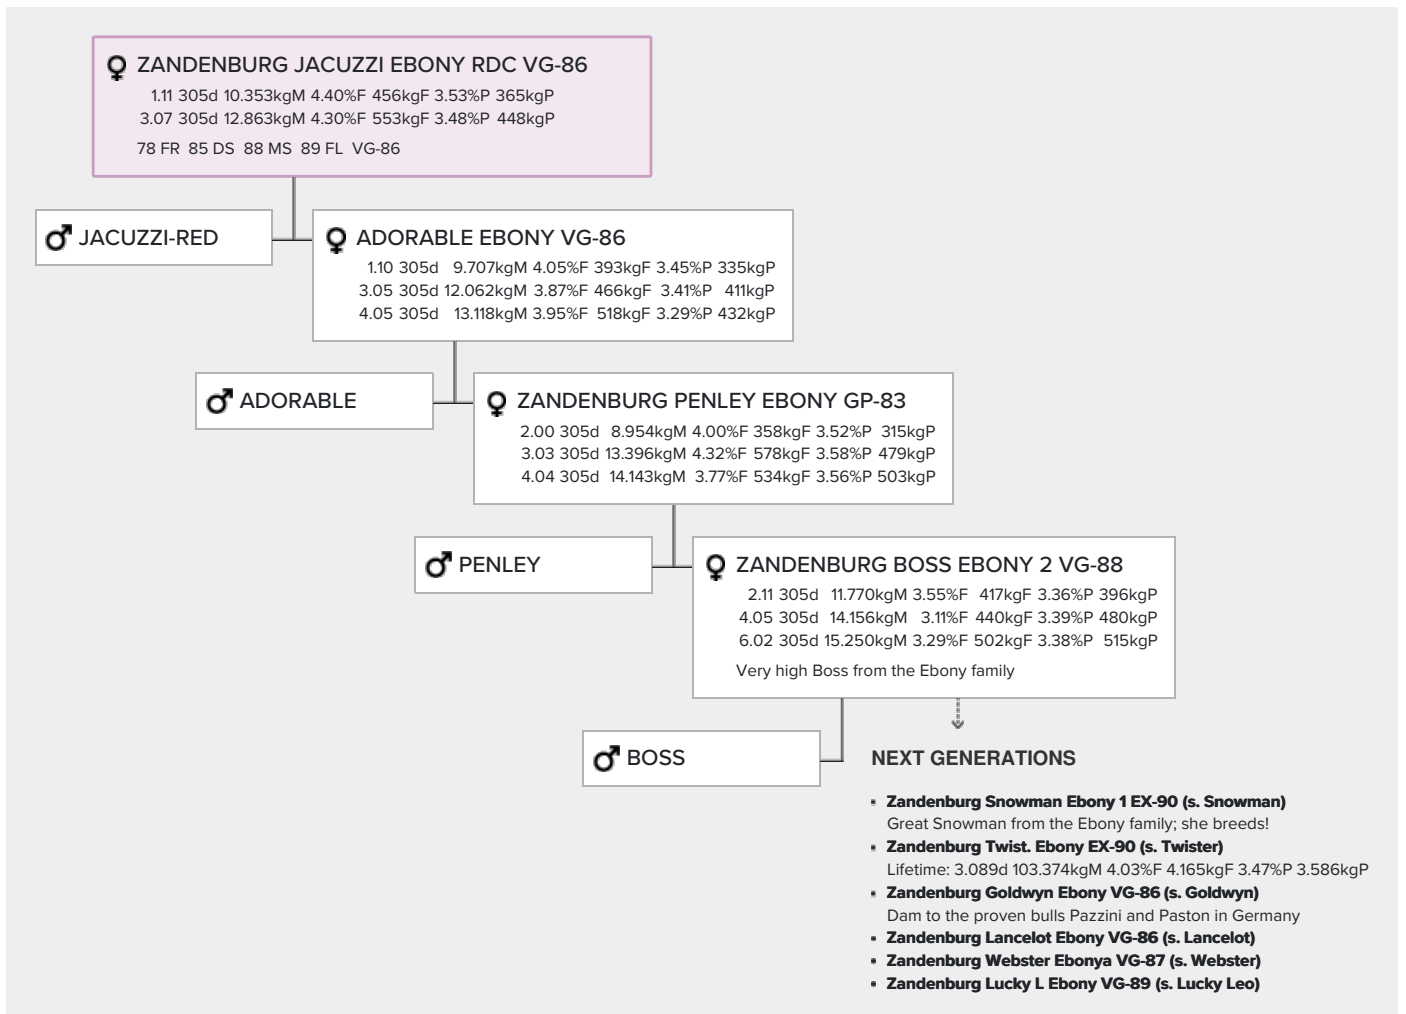 ZANDENBURG JACUZZI EBONY RDC VG-86
1.11 305d 10.353kgM 4.40%F 456kgF 3.53%P 365kgP
3.07 305d 12.863kgM 4.30%F 553kgF 3.48%P 448kgP
78 FR 85 DS 88 MS 89 FL VG-86
JACUZZI-RED
ADORABLE EBONY VG-86
1.10 305d 9.707kgM 4.05%F 393kgF 3.45%P 335kgP
3.05 305d 12.062kgM 3.87%F 466kgF 3.41%P 411kgP
4.05 305d 13.118kgM 3.95%F 518kgF 3.29%P 432kgP
ADORABLE
ZANDENBURG PENLEY EBONY GP-83
2.00 305d 8.954kgM 4.00%F 358kgF 3.52%P 315kgP
3.03 305d 13.396kgM 4.32%F 578kgF 3.58%P 479kgP
4.04 305d 14.143kgM 3.77%F 534kgF 3.56%P 503kgP
PENLEY
ZANDENBURG BOSS EBONY 2 VG-88
2.11 305d 11.770kgM 3.55%F 417kgF 3.36%P 396kgP
4.05 305d 14.156kgM 3.11%F 440kgF 3.39%P 480kgP
6.02 305d 15.250kgM 3.29%F 502kgF 3.38%P 515kgP
Very high Boss from the Ebony family
BOSS
NEXT GENERATIONS
Zandenburg Snowman Ebony 1 EX-90 (s. Snowman)
Great Snowman from the Ebony family; she breeds!
Zandenburg Twist. Ebony EX-90 (s. Twister)
Lifetime: 3.089d 103.374kgM 4.03%F 4.165kgF 3.47%P 3.586kgP
Zandenburg Goldwyn Ebony VG-86 (s. Goldwyn)
Dam to the proven bulls Pazzini and Paston in Germany
Zandenburg Lancelot Ebony VG-86 (s. Lancelot)
Zandenburg Webster Ebonya VG-87 (s. Webster)
Zandenburg Lucky L Ebony VG-89 (s. Lucky Leo)